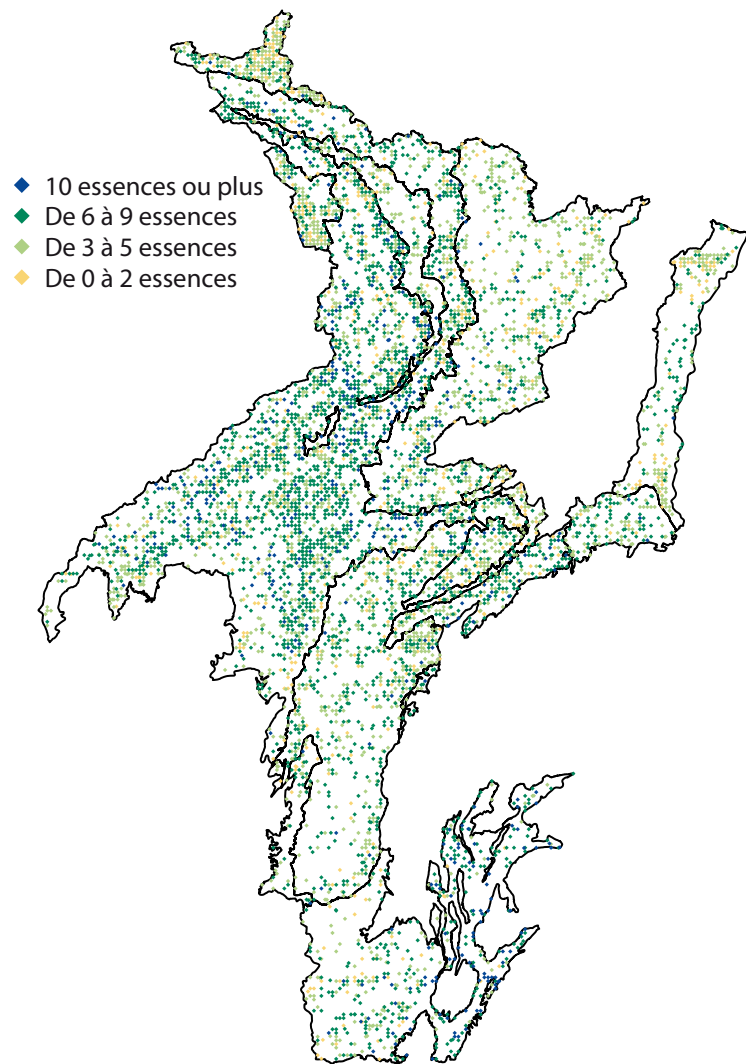 10 essences ou plus
De 6 à 9 essences
De 3 à 5 essences
De 0 à 2 essences